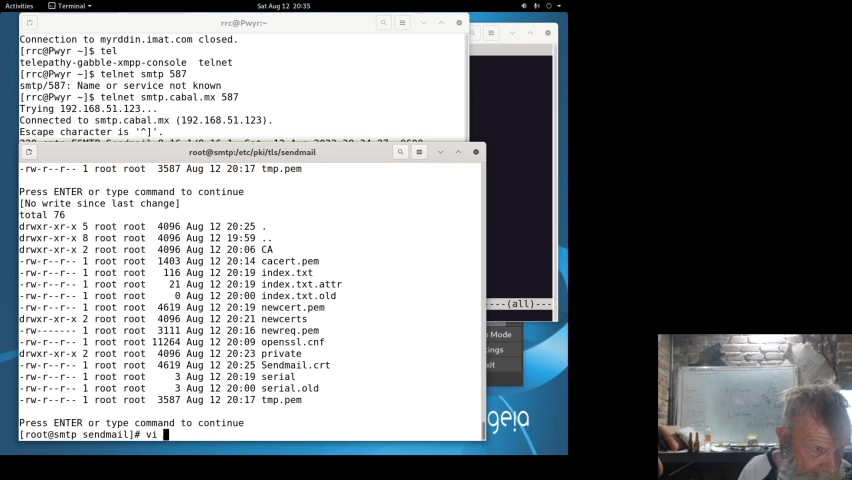 Activities Terminal Sat Aug 12 20:35
rrc@Pwyr:~
Connection to myrddin.imat.com closed.
[rrc@Pwyr ~]$ tel
telepathy-gabble-xmpp-console telnet
[rrc@Pwyr ~]$ telnet smtp 587
smtp/587: Name or service not known
[rrc@Pwyr ~]$ telnet smtp.cabal.mx 587
Trying 192.168.51.123...
Connected to smtp.cabal.mx (192.168.51.123).
Escape character is '^]'.
root@smtp:/etc/pki/tls/sendmail
-rw-r--r-- 1 root root 3587 Aug 12 20:17 tmp.pem
Press ENTER or type command to continue
[No write since last change]
total 76
drwxr-xr-x 5 root root 4096 Aug 12 20:25 .
drwxr-xr-x 8 root root 4096 Aug 12 19:59 ..
drwxr-xr-x 2 root root 4096 Aug 12 20:06 CA
-rw-r--r-- 1 root root 1403 Aug 12 20:14 cacert.pem
-rw-r--r-- 1 root root 116 Aug 12 20:19 index.txt
-rw-r--r-- 1 root root 21 Aug 12 20:19 index.txt.attr
-rw-r--r-- 1 root root 0 Aug 12 20:00 index.txt.old
-rw-r--r-- 1 root root 4619 Aug 12 20:19 newcert.pem
drwxr-xr-x 2 root root 4096 Aug 12 20:21 newcerts
-rw------- 1 root root 3111 Aug 12 20:16 newreq.pem
-rw-r--r-- 1 root root 11264 Aug 12 20:09 openssl.cnf
drwxr-xr-x 2 root root 4096 Aug 12 20:23 private
-rw-r--r-- 1 root root 4619 Aug 12 20:25 Sendmail.crt
-rw-r--r-- 1 root root 3 Aug 12 20:19 serial
-rw-r--r-- 1 root root 3 Aug 12 20:00 serial.old
-rw-r--r-- 1 root root 3587 Aug 12 20:17 tmp.pem
Press ENTER or type command to continue
[root@smtp sendmail]# vi
---(all)---
Mode
geia